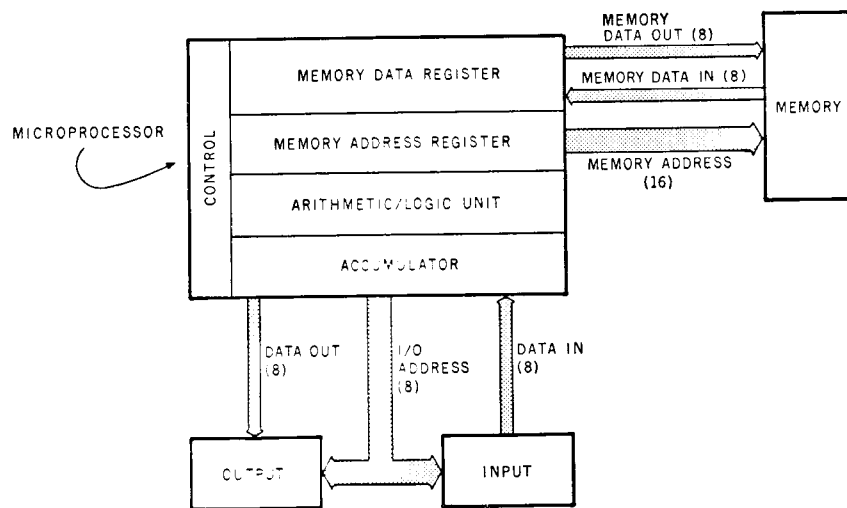 MEMORY
DATA OUT (8)
MEMORY DATA REGISTER
MEMORY DATA IN (8)
MEMORY
MICROPROCESSOR
CONTROL
MEMORY ADDRESS REGISTER
MEMORY ADDRESS
(16)
ARITHMETIC/LOGIC UNIT
ACCUMULATOR
DATA OUT
(8)
I/O
ADDRESS
(8)
DATA IN
(8)
OUTPUT
INPUT